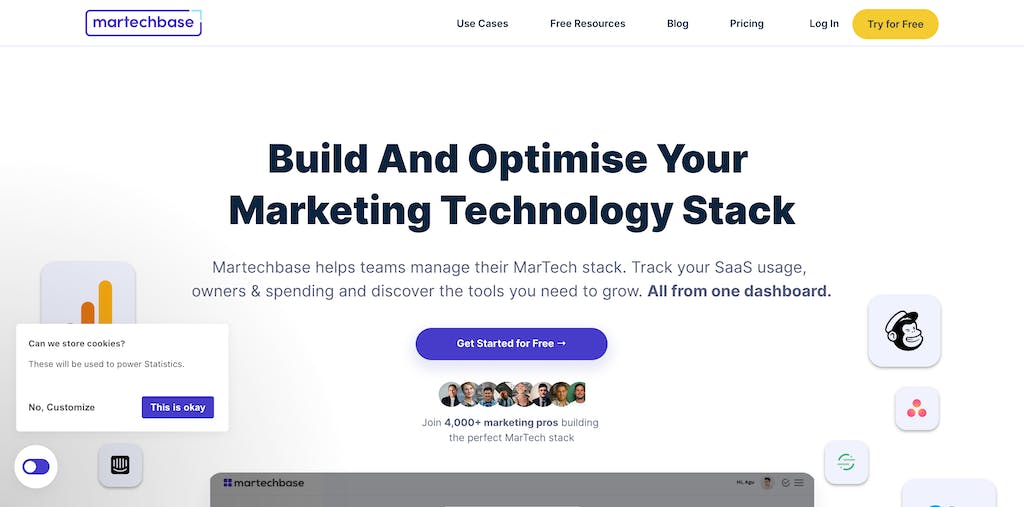 martechbase
Use Cases
Free Resources
Blog
Pricing
Log In
Try for Free
Build And Optimise Your
Marketing Technology Stack
Martechbase helps teams manage their MarTech stack. Track your SaaS usage,
owners & spending and discover the tools you need to grow. All from one dashboard.
Get Started for Free →
Join 4,000+ marketing pros building
the perfect MarTech stack
Can we store cookies?
These will be used to power Statistics.
No, Customize
This is okay
martechbase
Hi, Agu